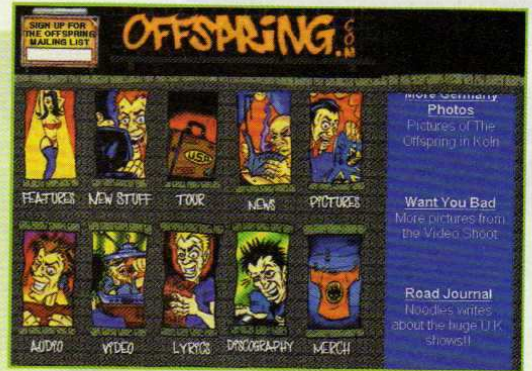 SIGN UP FOR
THE OFFSPRING
MAILING LIST
OFFSPRING.COM
FEATURES NEW STUFF TOUR NEWS PICTURES
AUDIO VIDEO LYRICS DISCOGRAPHY MERCH
USA
More Germany
Photos
Pictures of The
Offspring in Koln
Want You Bad
More pictures from
the Video Shoot
Road Journal
Noodles writes
about the huge U.K
shows!!